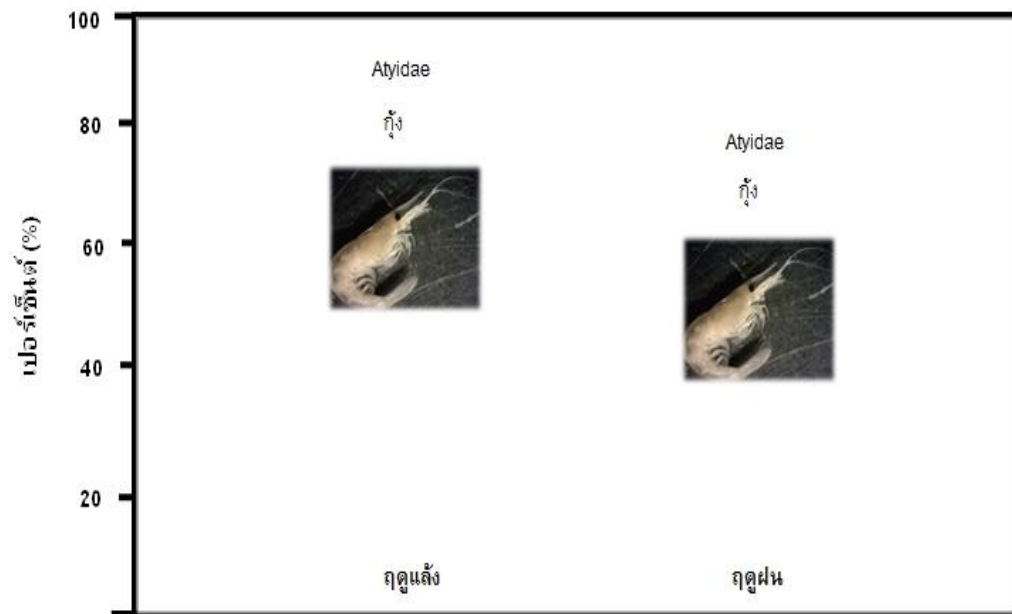 100
80
60
40
20
เปอร์เซ็นต์ (%)
Atyidae
กุ้ง
Atyidae
กุ้ง
ฤดูแล้ง
ฤดูฝน